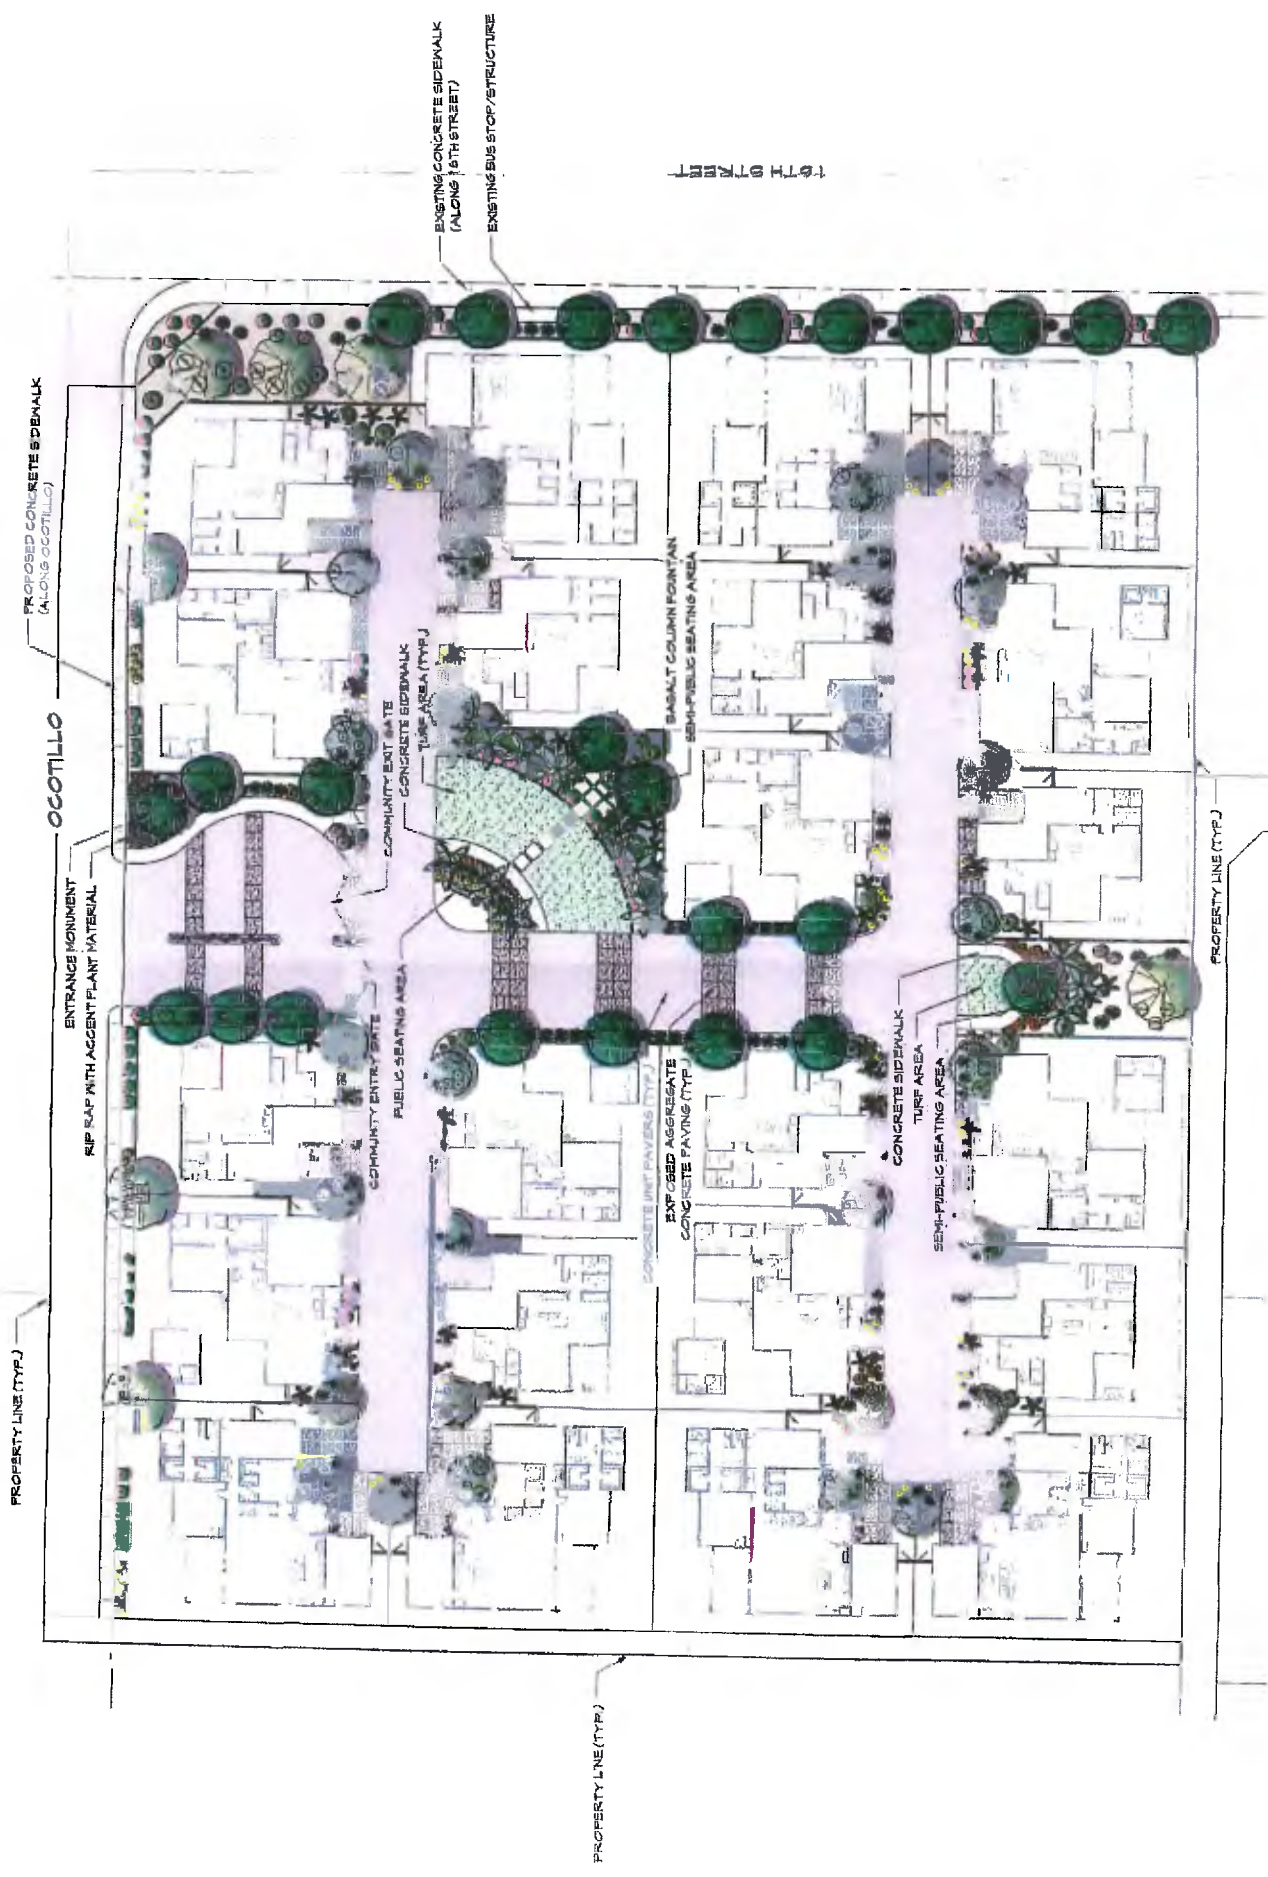 PROPOSED CONCRETE SIDEWALK
(ALONG OCOTILLO)
EXISTING CONCRETE SIDEWALK
(ALONG 16TH STREET)
EXISTING BUS STOP/STRUCTURE
16TH STREET
OCOTILLO
ENTRANCE MONUMENT
RIP RAP WITH ACCENT PLANT MATERIAL
PROPERTY LINE (TYP.)
COMMUNITY EXIT GATE
CONCRETE SIDEWALK
TURF AREA (TYP.)
BASALT COLUMN FOUNTAIN
SEMI-PUBLIC SEATING AREA
COMMUNITY ENTRY GATE
PUBLIC SEATING AREA
CONCRETE UNIT PAVERS (TYP.)
EXPOSED AGGREGATE
CONCRETE PAVING (TYP.)
CONCRETE SIDEWALK
TURF AREA
SEMI-PUBLIC SEATING AREA
PROPERTY LINE (TYP.)
PROPERTY LINE (TYP.)